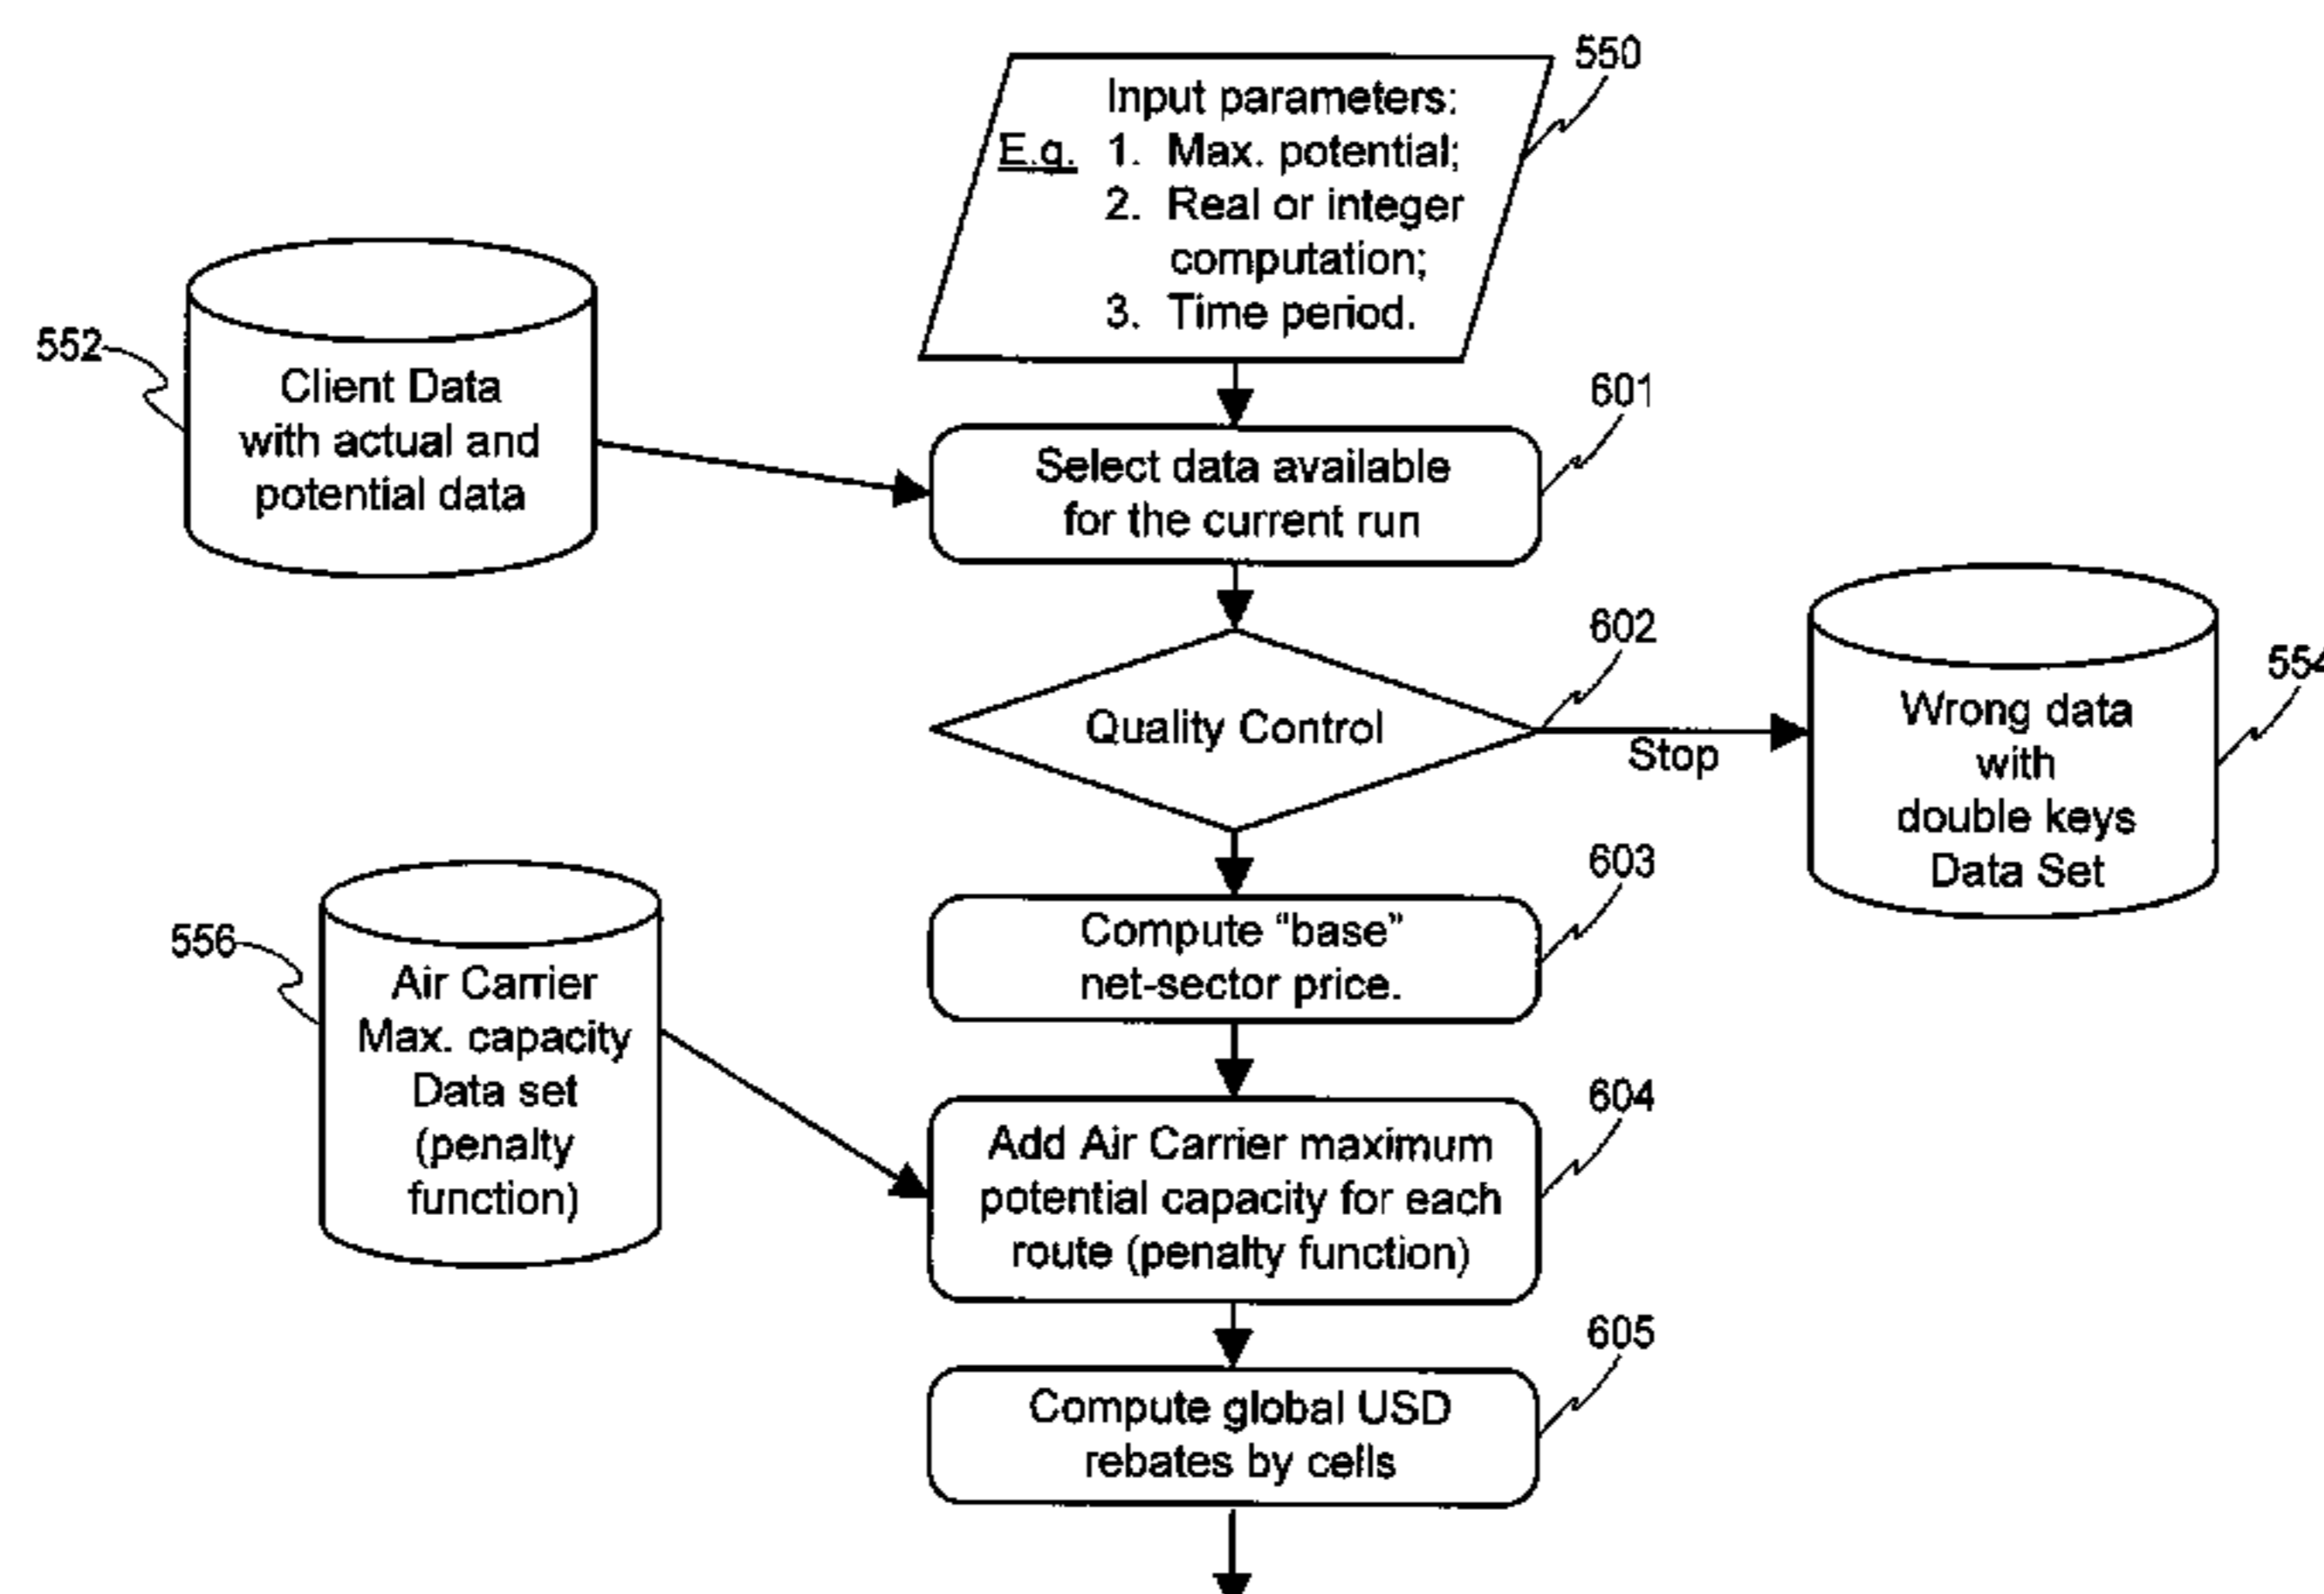 550
Input parameters:
E.g. 1. Max. potential;
2. Real or integer
computation;
3. Time period.
552
Client Data
with actual and
potential data
601
Select data available
for the current run
602
Quality Control
Stop
554
Wrong data
with
double keys
Data Set
603
Compute “base”
net-sector price.
556
Air Carrier
Max. capacity
Data set
(penalty
function)
604
Add Air Carrier maximum
potential capacity for each
route (penalty function)
605
Compute global USD
rebates by cells